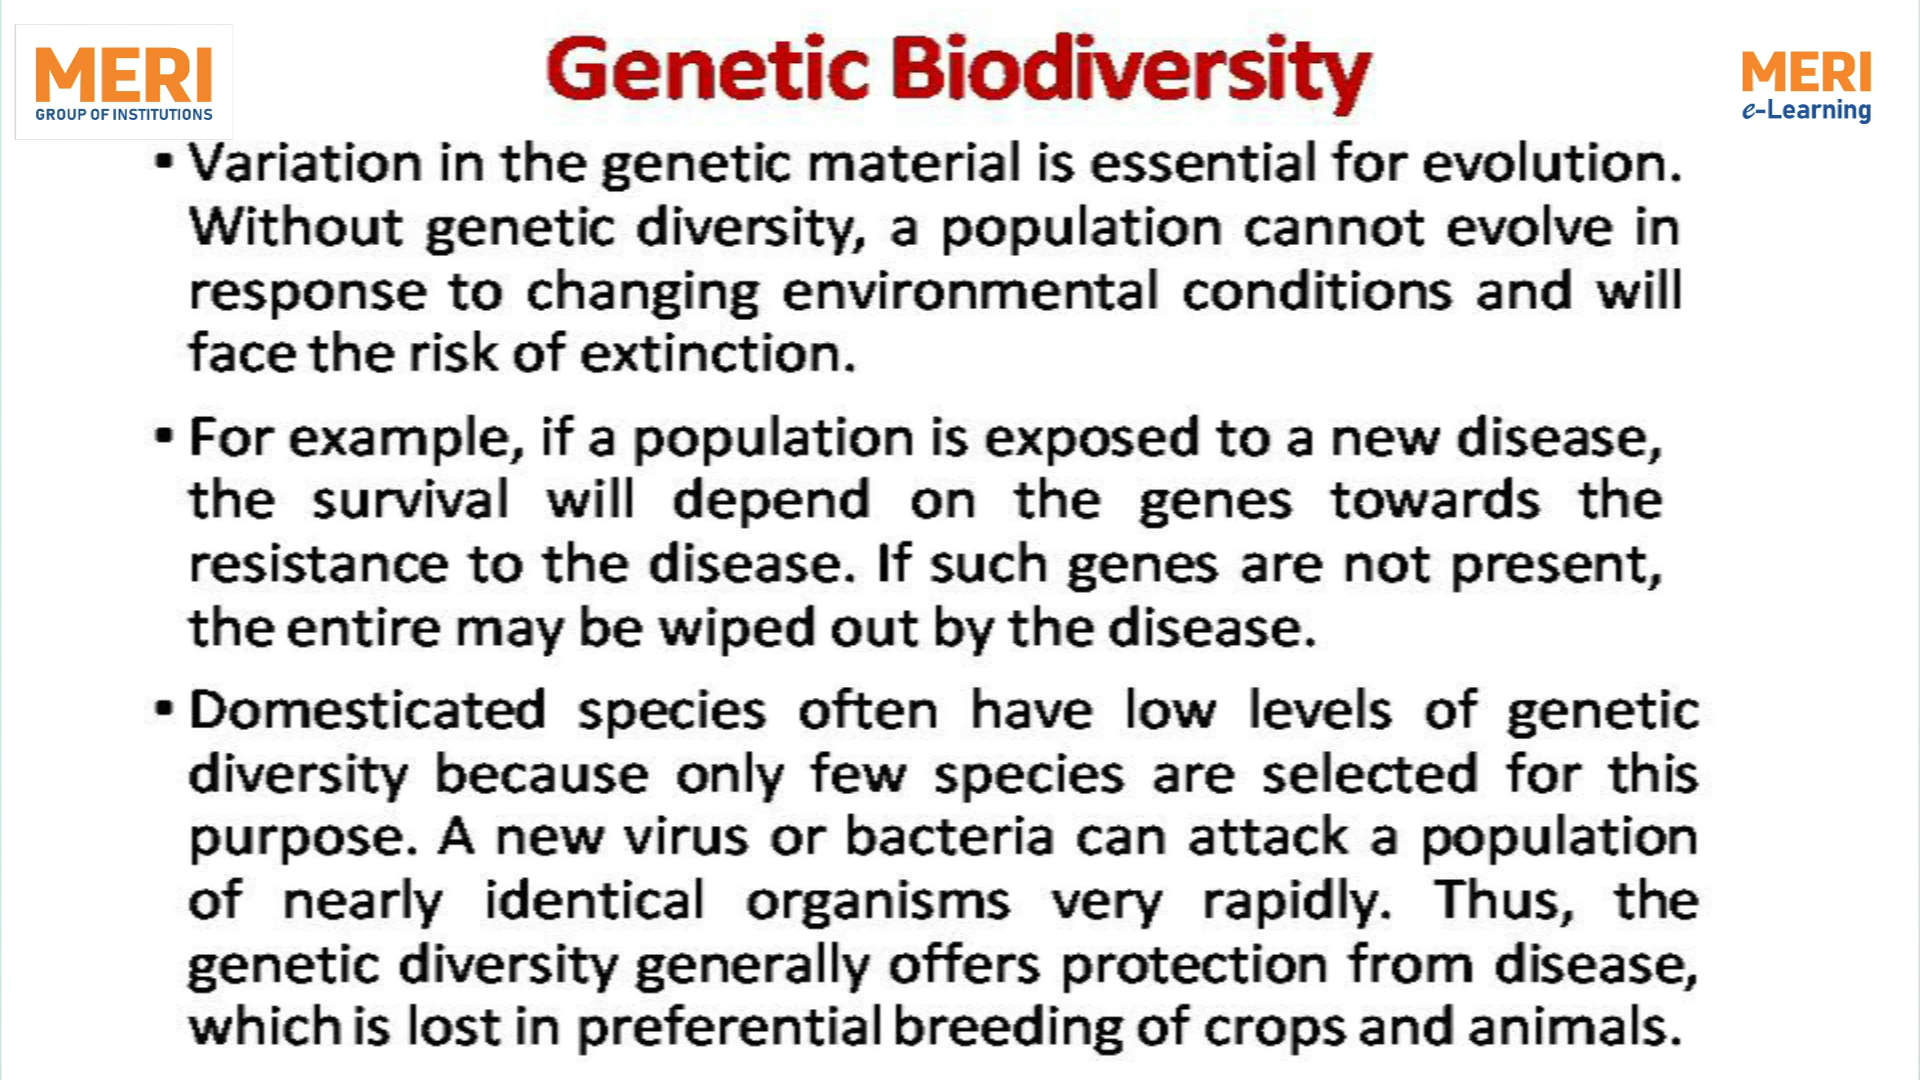 MERI
GROUP OF INSTITUTIONS
Genetic Biodiversity
MERI
e-Learning
▪ Variation in the genetic material is essential for evolution.
Without genetic diversity, a population cannot evolve in
response to changing environmental conditions and will
face the risk of extinction.
▪ For example, if a population is exposed to a new disease,
the survival will depend on the genes towards the
resistance to the disease. If such genes are not present,
the entire may be wiped out by the disease.
▪ Domesticated species often have low levels of genetic
diversity because only few species are selected for this
purpose. A new virus or bacteria can attack a population
of nearly identical organisms very rapidly. Thus, the
genetic diversity generally offers protection from disease,
which is lost in preferential breeding of crops and animals.